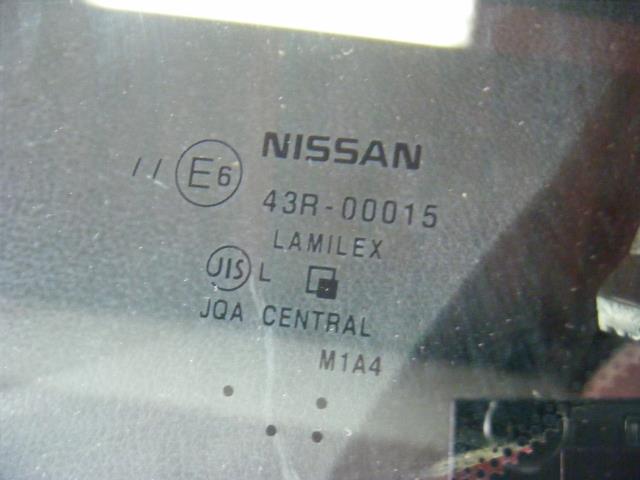 NISSAN
// E6
43R-00015
LAMILEX
JIS L
JQA CENTRAL
M1A4